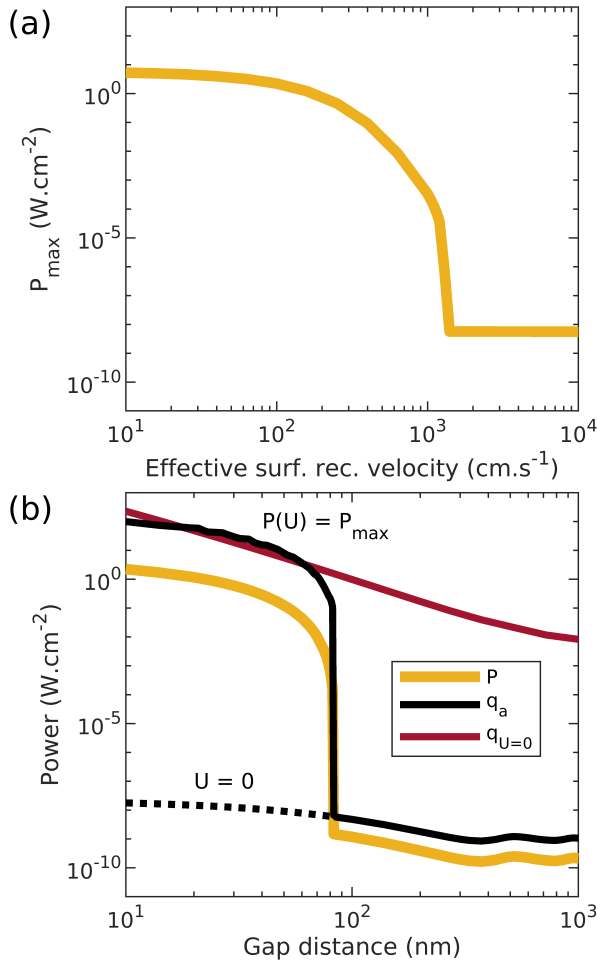 (a)
10^0
10^-5
10^-10
P_max (W.cm^-2)
10^1 10^2 10^3 10^4
Effective surf. rec. velocity (cm.s^-1)
(b)
P(U) = P_max
10^0
10^-5
10^-10
Power (W.cm^-2)
P
q_a
q_U=0
U = 0
10^1 10^2 10^3
Gap distance (nm)